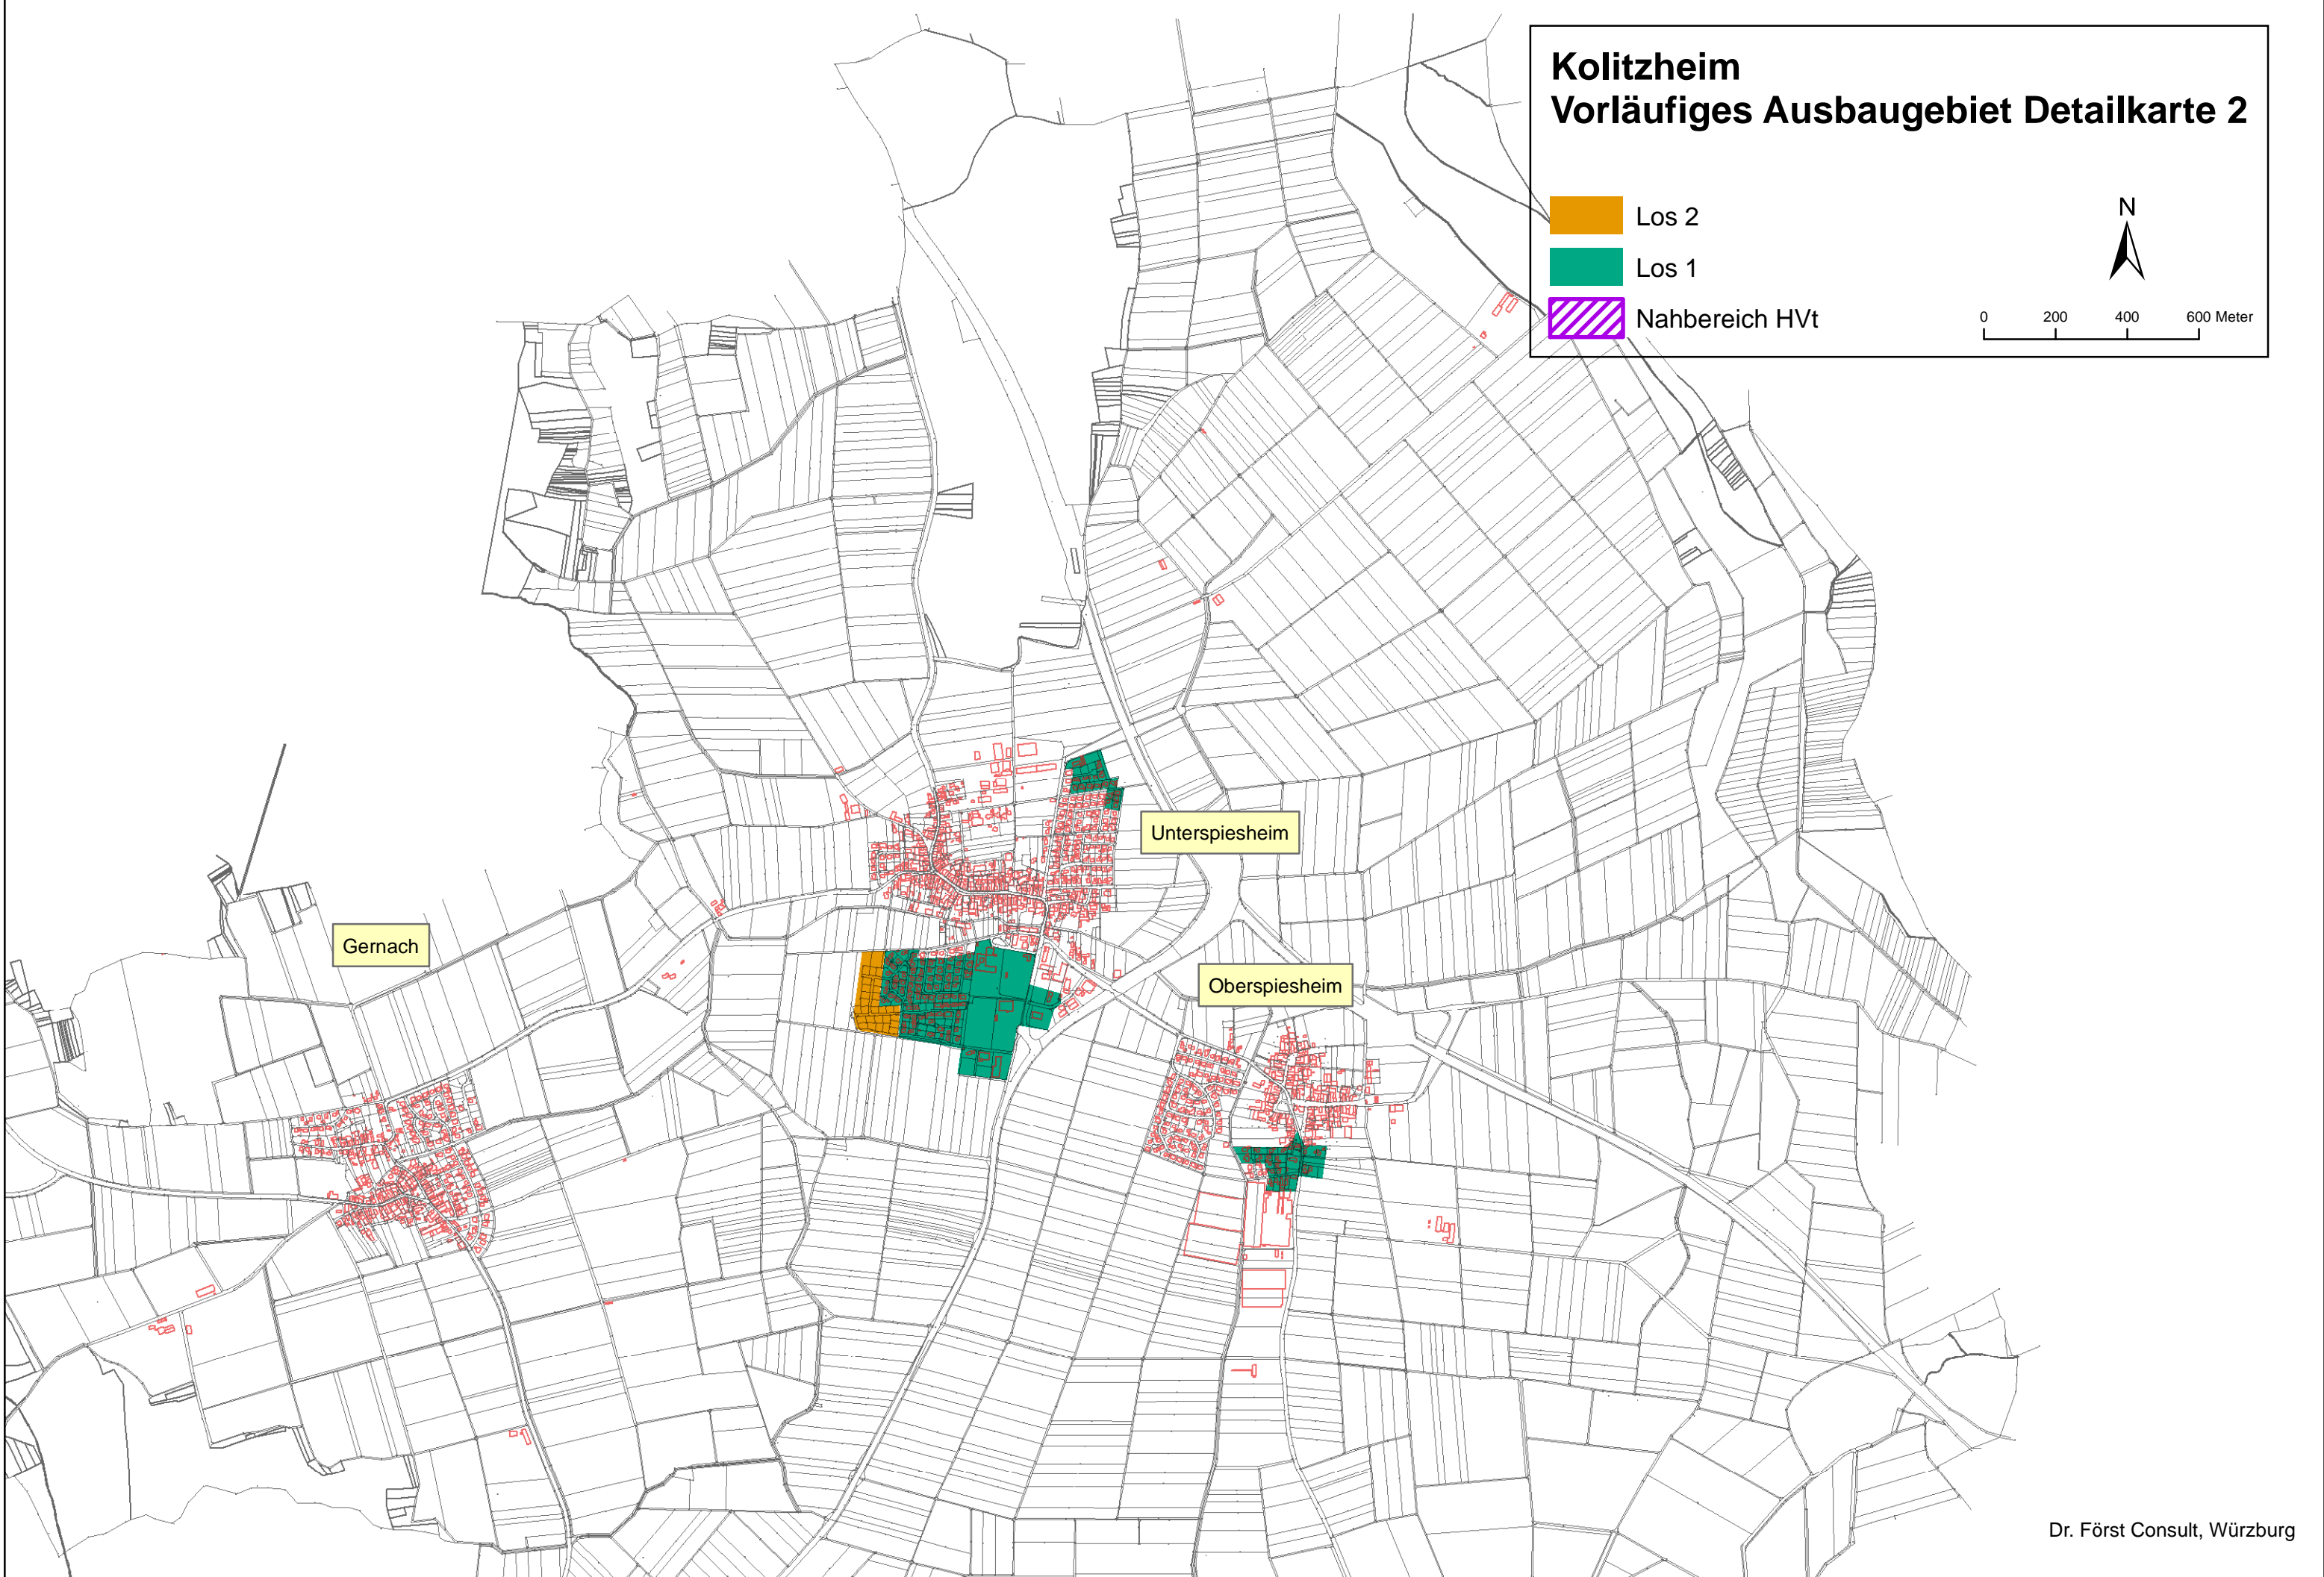 Kolitzheim
Vorläufiges Ausbaugebiet Detailkarte 2
Los 2
Los 1
Nahbereich HVt
N
0 200 400 600 Meter
Unterspiesheim
Gernach
Oberspiesheim
Dr. Först Consult, Würzburg